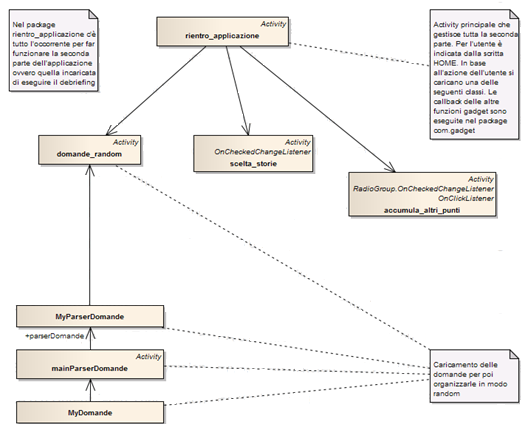 Nel package
rientro_applicazione c'è
tutto l'occorrente per far
funzionare la seconda
parte dell'applicazione
ovvero quella incaricata
di eseguire il debriefing
Activity
rientro_applicazione
Activity principale che
gestisce tutta la seconda
parte. Per l'utente è
indicata dalla scritta
HOME. In base
all'azione dell'utente si
caricano una delle
seguenti classi. Le
callback delle altre
funzioni gadget sono
eseguite nel package
com.gadget
Activity
domande_random
Activity
OnCheckedChangeListener
scelta_storie
Activity
RadioGroup.OnCheckedChangeListener
OnClickListener
accumula_altri_punti
MyParserDomande
+parserDomande
Activity
mainParserDomande
MyDomande
Caricamento delle
domande per poi
organizzarle in modo
random